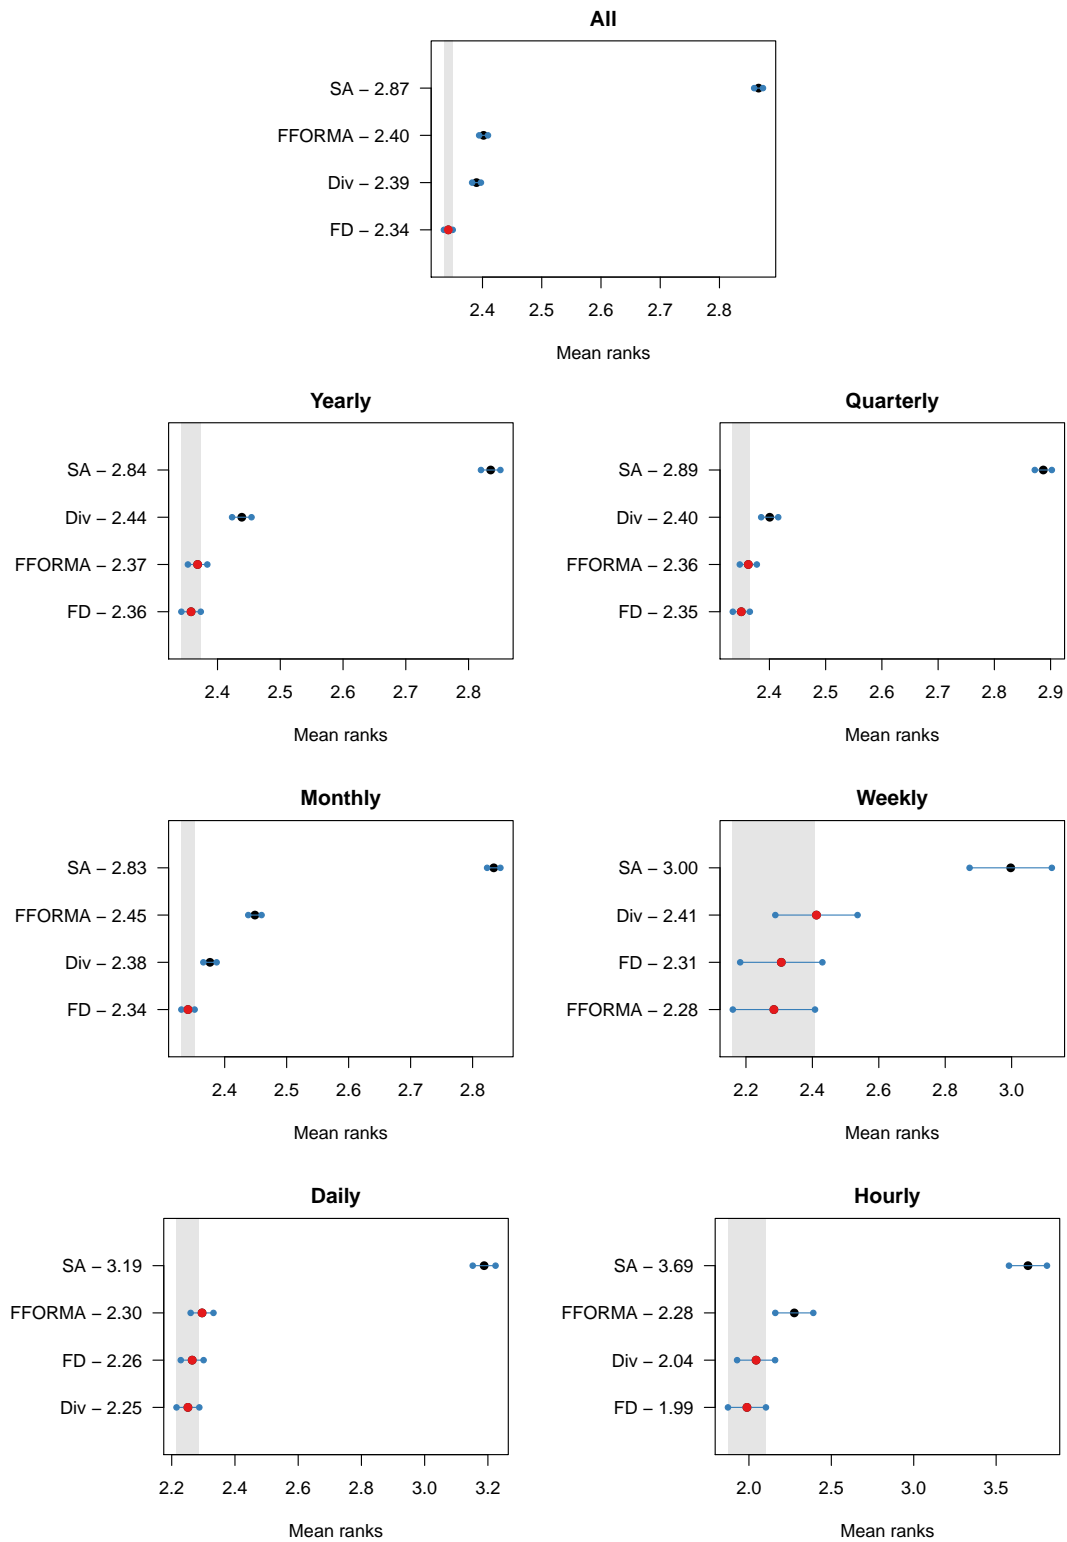 All
SA − 2.87
FFORMA − 2.40
Div − 2.39
FD − 2.34
2.4 2.5 2.6 2.7 2.8
Mean ranks
Yearly
SA − 2.84
Div − 2.44
FFORMA − 2.37
FD − 2.36
2.4 2.5 2.6 2.7 2.8
Mean ranks
Quarterly
SA − 2.89
Div − 2.40
FFORMA − 2.36
FD − 2.35
2.4 2.5 2.6 2.7 2.8 2.9
Mean ranks
Monthly
SA − 2.83
FFORMA − 2.45
Div − 2.38
FD − 2.34
2.4 2.5 2.6 2.7 2.8
Mean ranks
Weekly
SA − 3.00
Div − 2.41
FD − 2.31
FFORMA − 2.28
2.2 2.4 2.6 2.8 3.0
Mean ranks
Daily
SA − 3.19
FFORMA − 2.30
FD − 2.26
Div − 2.25
2.2 2.4 2.6 2.8 3.0 3.2
Mean ranks
Hourly
SA − 3.69
FFORMA − 2.28
Div − 2.04
FD − 1.99
2.0 2.5 3.0 3.5
Mean ranks